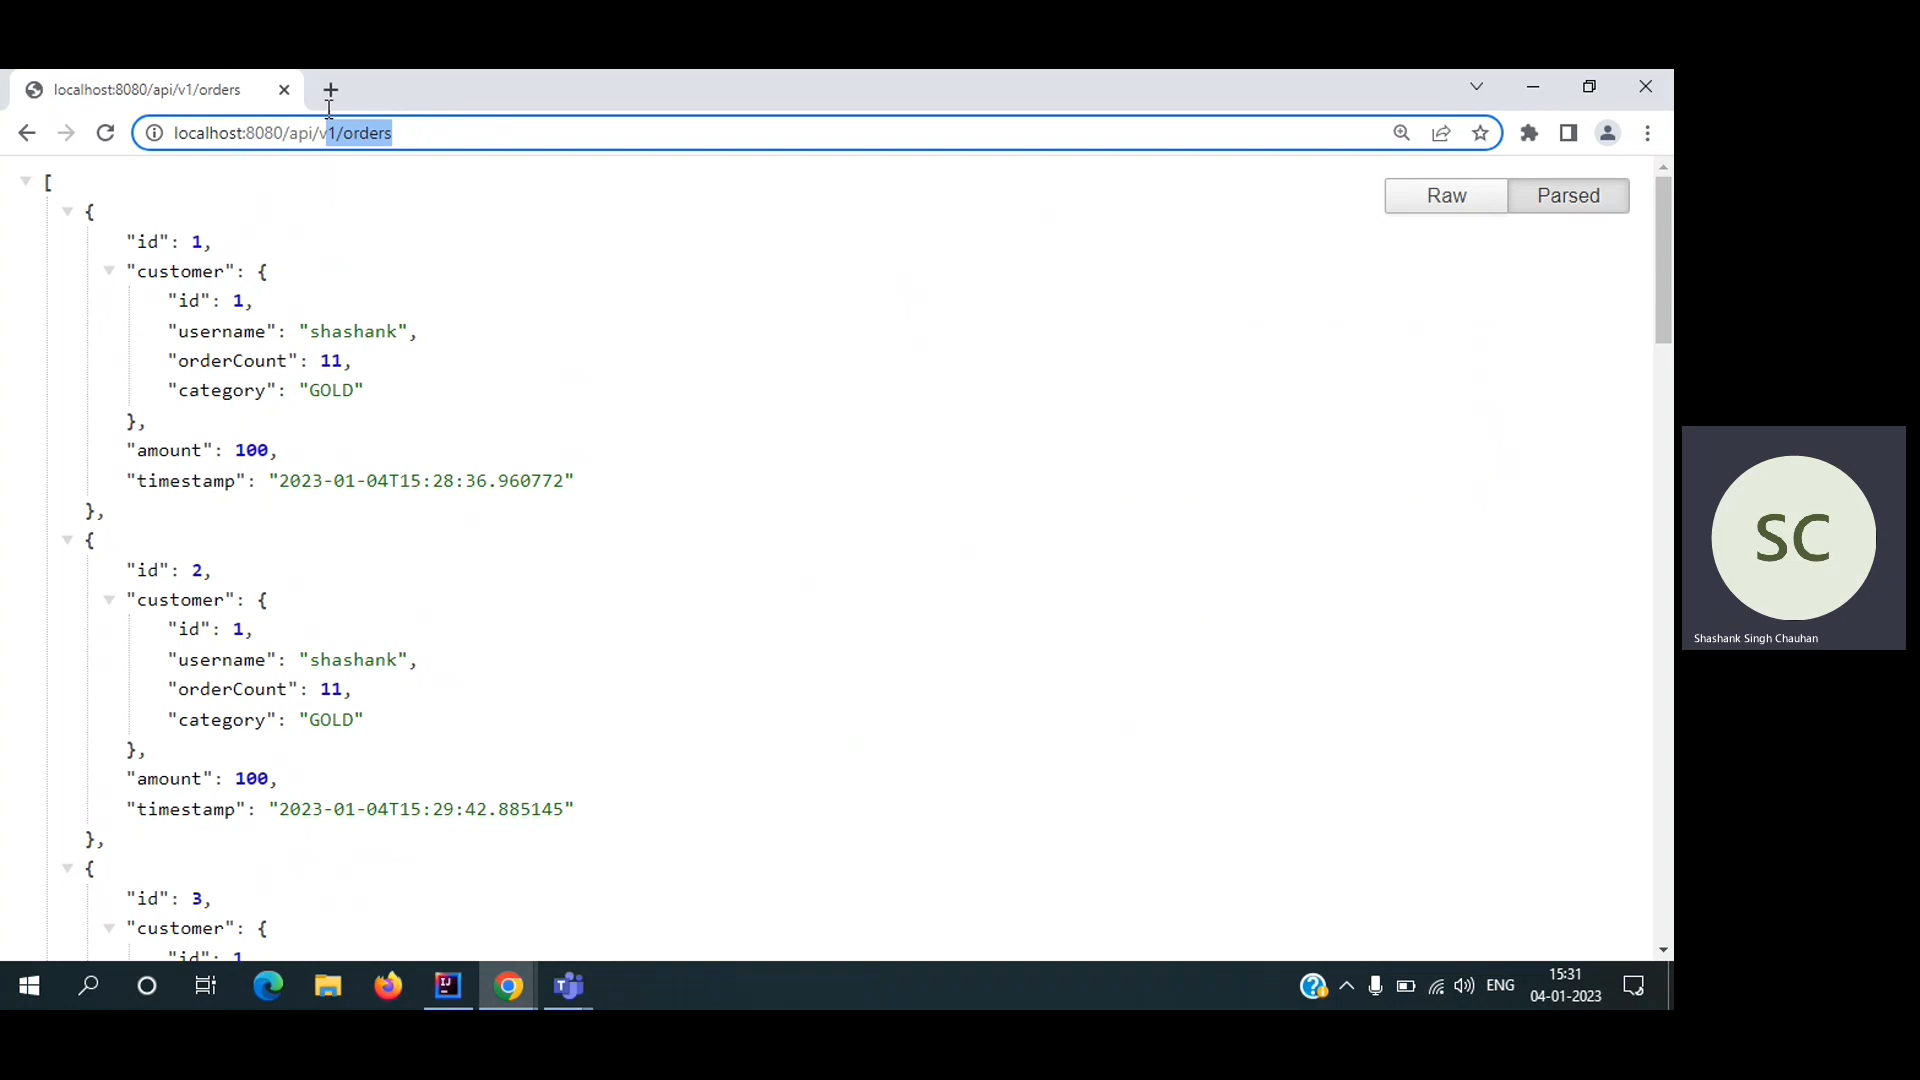 localhost:8080/api/v1/orders
localhost:8080/api/v1/orders
Raw
Parsed
[
{
"id": 1,
"customer": {
"id": 1,
"username": "shashank",
"orderCount": 11,
"category": "GOLD"
},
"amount": 100,
"timestamp": "2023-01-04T15:28:36.960772"
},
{
"id": 2,
"customer": {
"id": 1,
"username": "shashank",
"orderCount": 11,
"category": "GOLD"
},
"amount": 100,
"timestamp": "2023-01-04T15:29:42.885145"
},
{
"id": 3,
"customer": {
"id": 1
SC
Shashank Singh Chauhan
ENG
15:31
04-01-2023